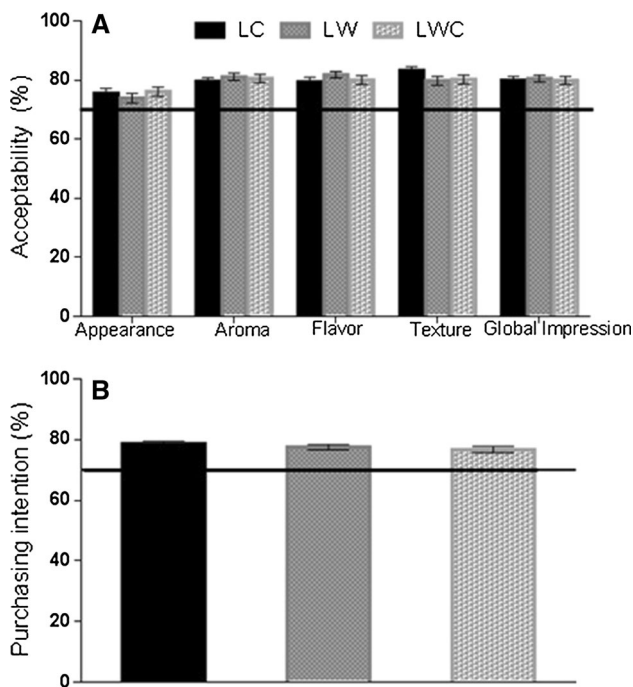 A
LC LW LWC
Acceptability (%)
100
80
60
40
20
0
Appearance Aroma Flavor Texture Global Impression
B
Purchasing intention (%)
100
80
60
40
20
0